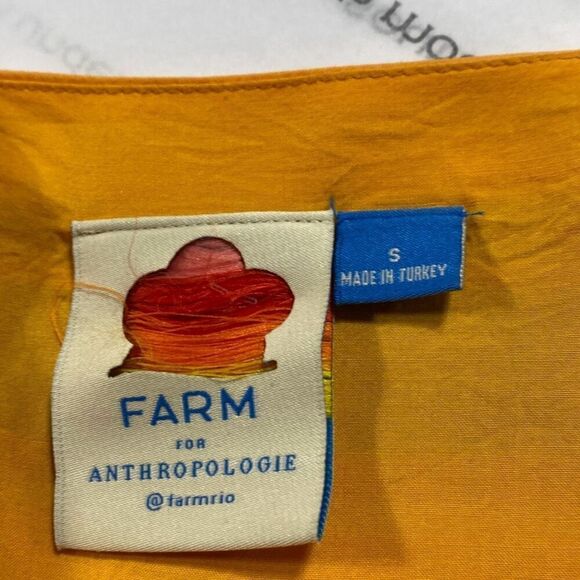 FARM
FOR
ANTHROPOLOGIE
@farmrio
S
MADE IN TURKEY